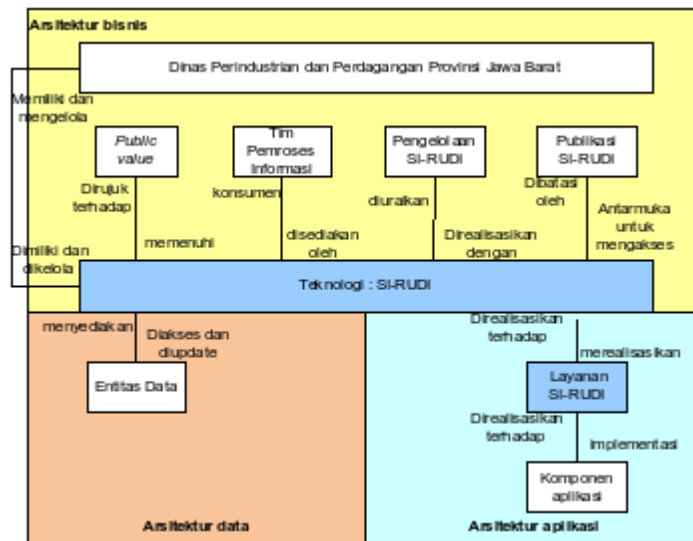 Arsitektur bisnis
Dinas Perindustrian dan Perdagangan Provinsi Jawa Barat
Memiliki dan
mengelola
Public
value
Tim
Pemroses
Informasi
Pengelolaan
SI-RUDI
Publikasi
SI-RUDI
Dirujuk
terhadap
konsumen
diuraikan
Dibatasi
oleh
Antarmuka
untuk
mengakses
memenuhi
disediakan
oleh
Direalisasikan
dengan
Dimiliki dan
dikelola
Teknologi : SI-RUDI
menyediakan
Diakses dan
diupdate
Entitas Data
Direalisasikan
terhadap
merealisasikan
Layanan
SI-RUDI
Direalisasikan
terhadap
Implementasi
Komponen
aplikasi
Arsitektur data
Arsitektur aplikasi